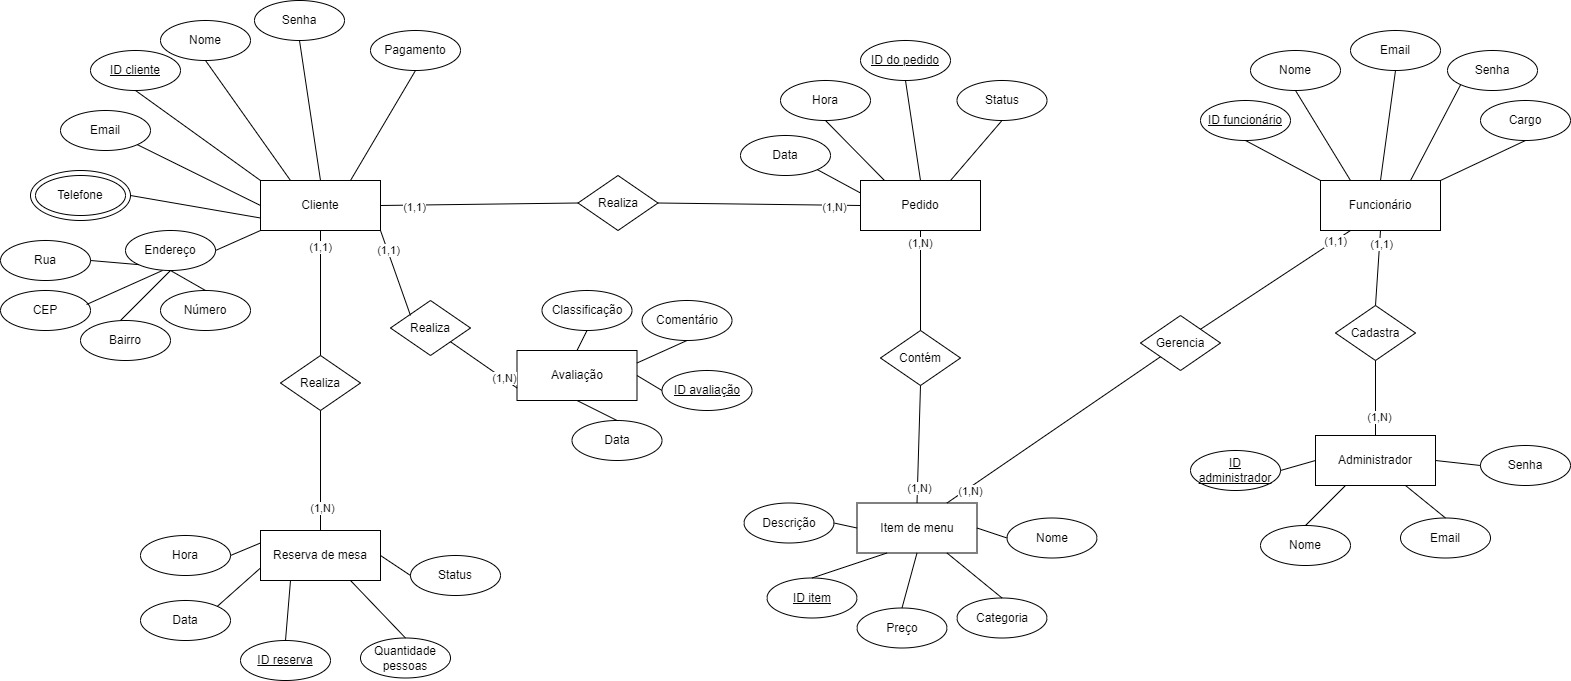 Senha
Nome
Pagamento
ID cliente
Email
Telefone
Cliente
Endereço
Rua
CEP
Número
Bairro
(1,1)
(1,1)
(1,1)
Realiza
(1,N)
ID do pedido
Hora
Status
Data
Pedido
(1,N)
Email
Nome
Senha
ID funcionário
Cargo
Funcionário
(1,1)
(1,1)
Realiza
Realiza
(1,N)
Classificação
Comentário
Avaliação
ID avaliação
Data
Contém
Gerencia
Cadastra
(1,N)
Administrador
ID
administrador
Senha
Nome
Email
(1,N)
(1,N)
Descrição
Item de menu
Nome
ID item
Preço
Categoria
(1,N)
Hora
Reserva de mesa
Status
Data
ID reserva
Quantidade
pessoas